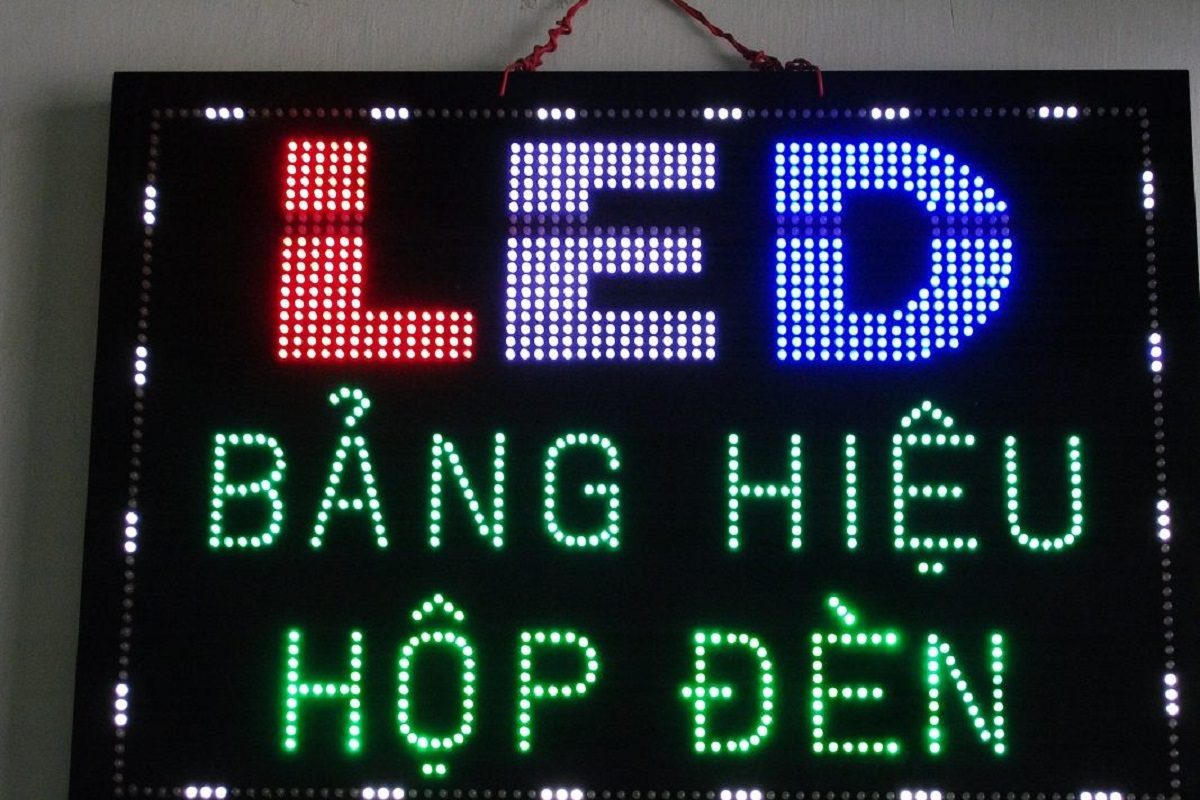 LED
BẢNG HIỆU
HỘP ĐÈN